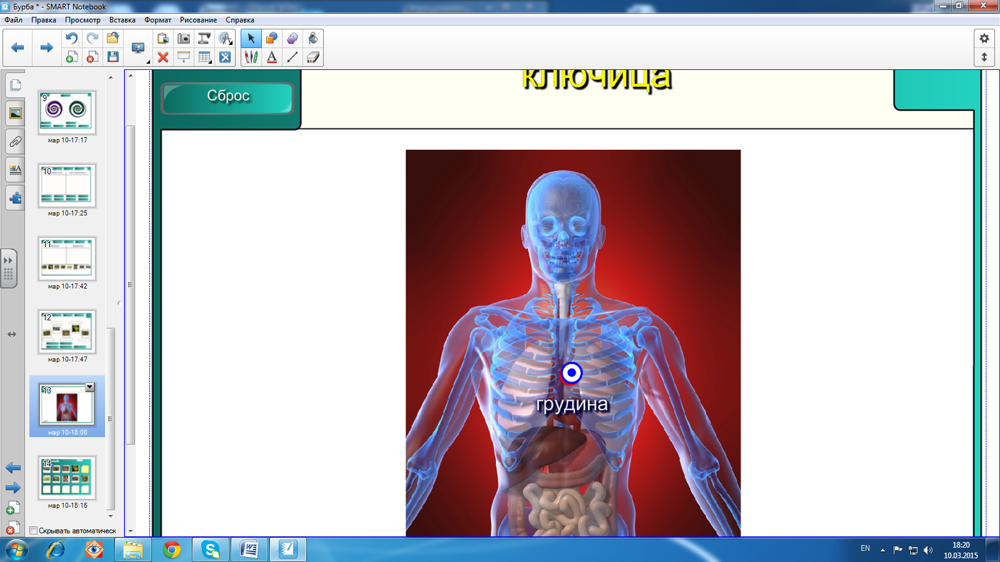 Бурба * - SMART Notebook
Файл Правка Просмотр Вставка Формат Рисование Справка
ключица
Сброс
9
мар 10-17:17
10
мар 10-17:25
11
мар 10-17:42
12
мар 10-17:47
13
мар 10-18:08
14
мар 10-18:16
грудина
Скрывать автоматическ
EN
18:20
10.03.2015